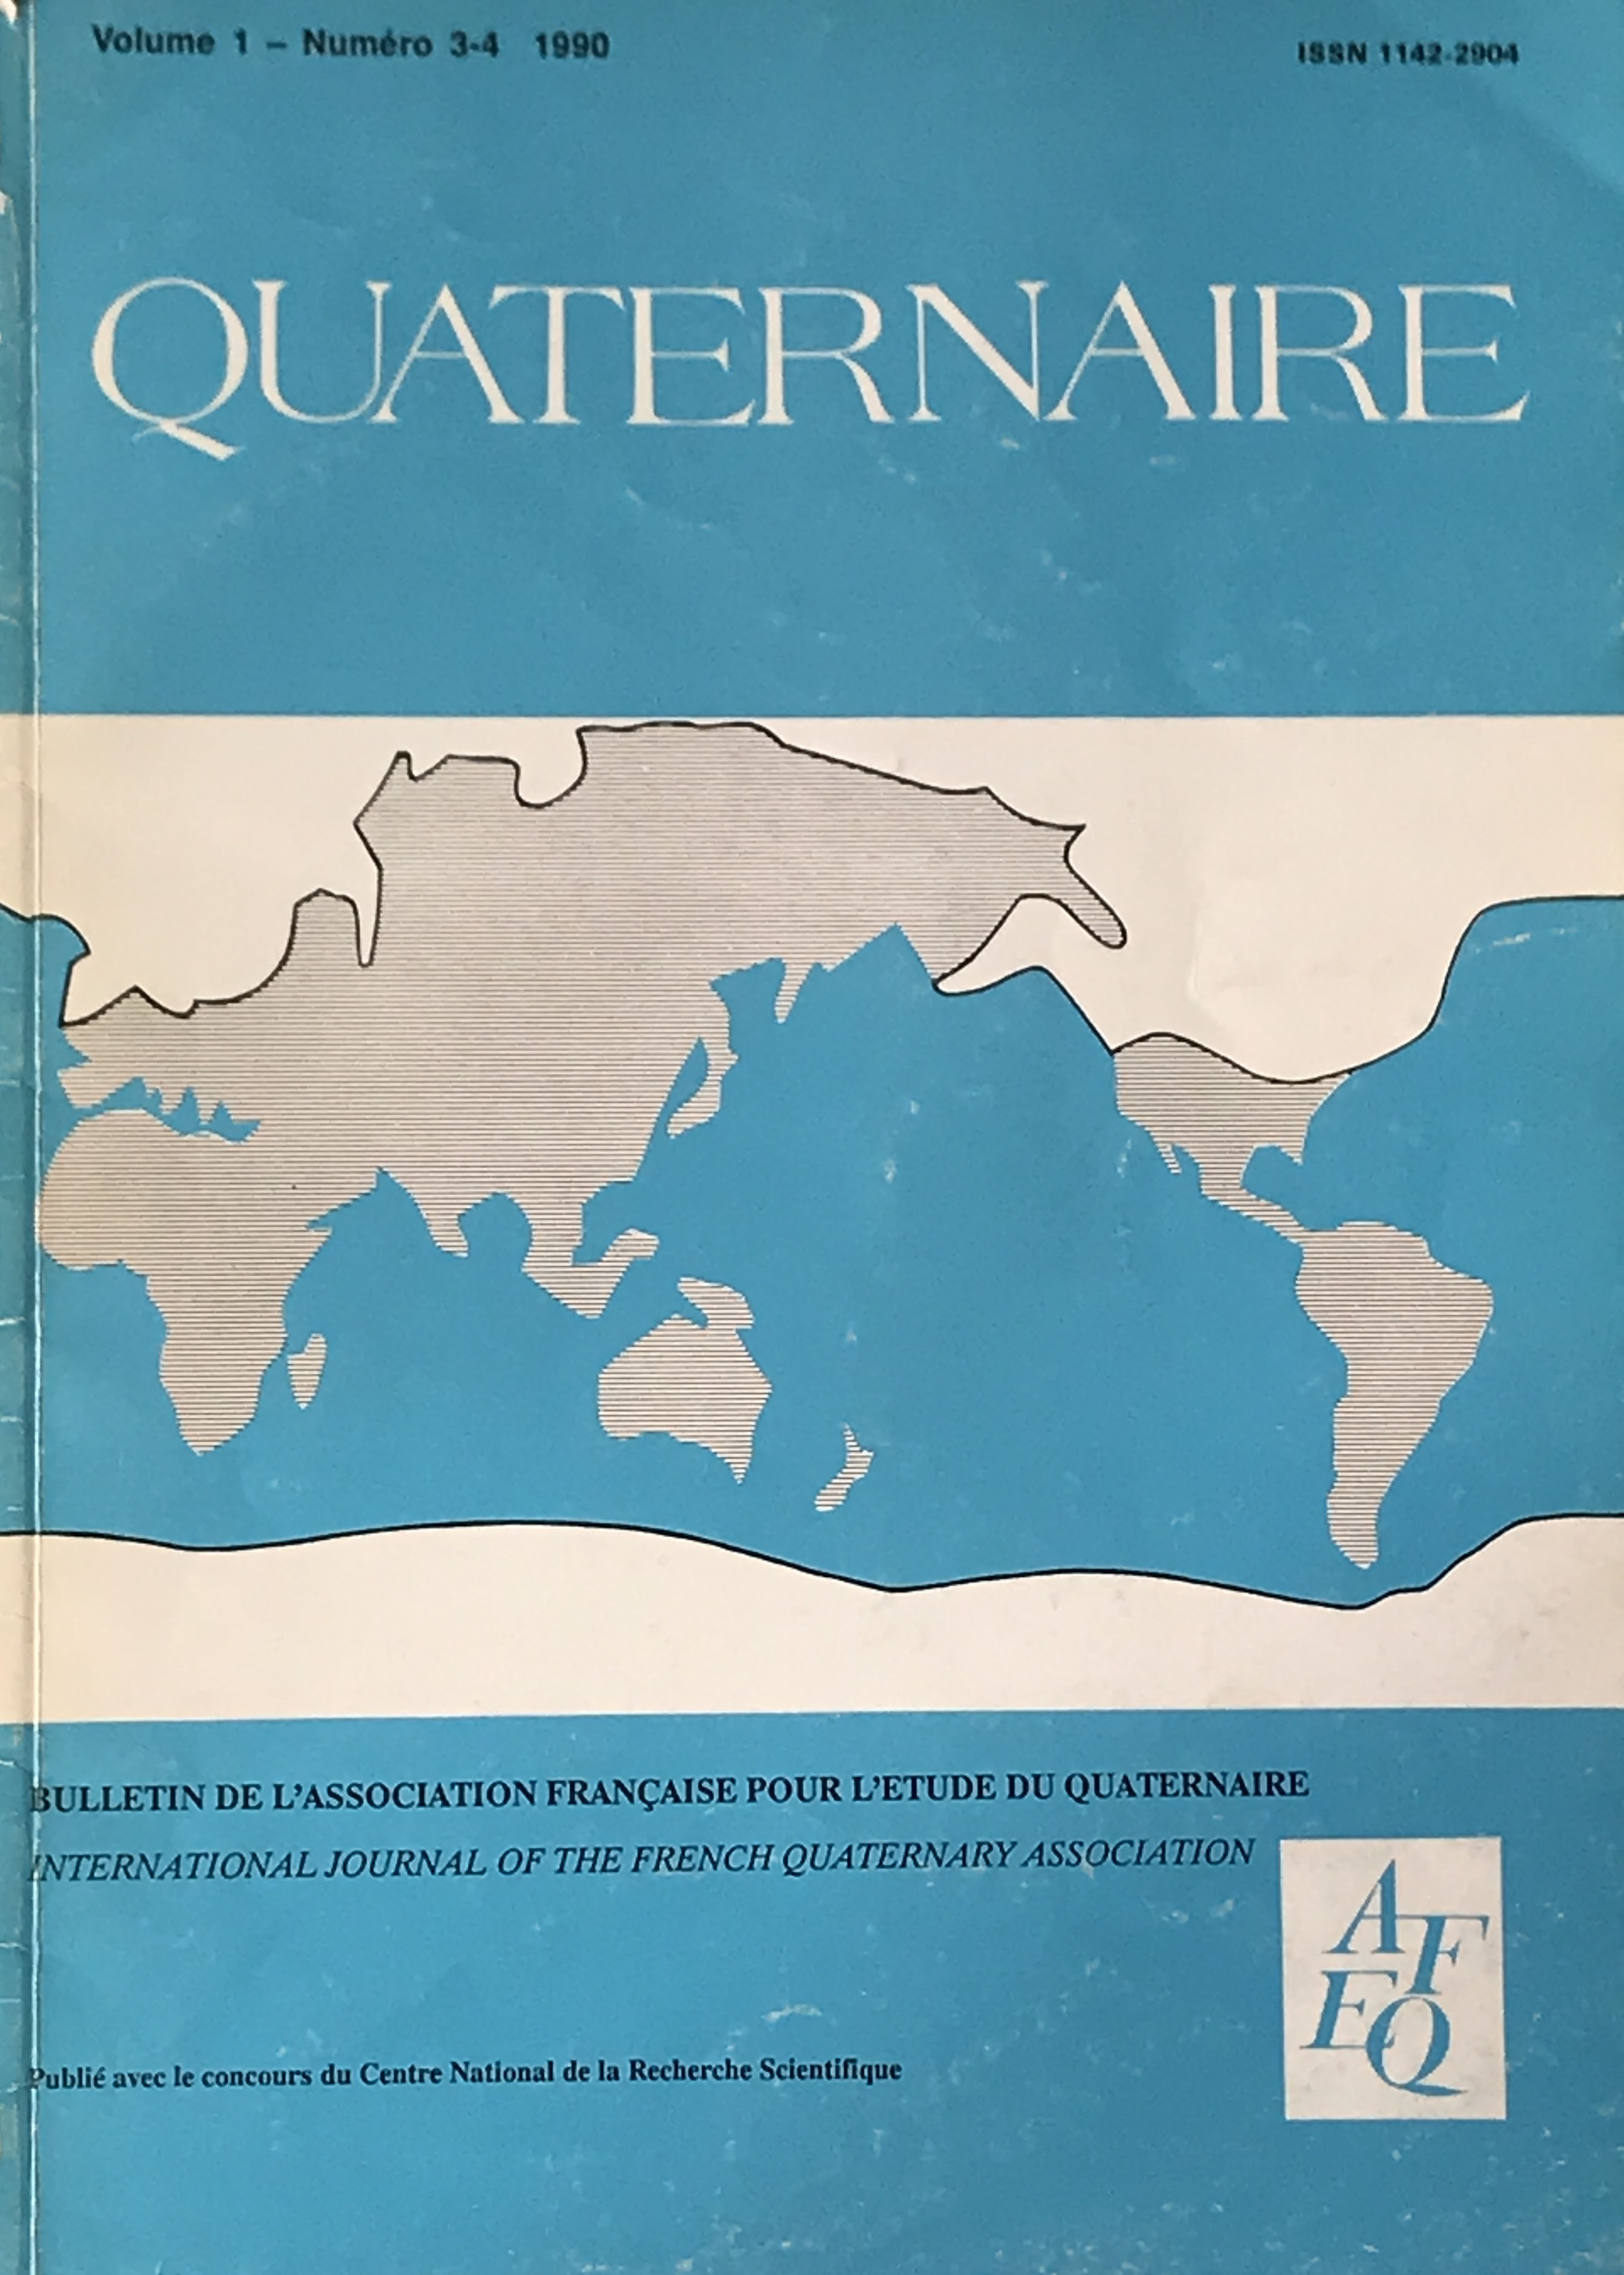 Volume 1 – Numéro 3-4 1990
ISSN 1142-2904
QUATERNAIRE
BULLETIN DE L'ASSOCIATION FRANÇAISE POUR L'ETUDE DU QUATERNAIRE
INTERNATIONAL JOURNAL OF THE FRENCH QUATERNARY ASSOCIATION
AF
EQ
Publié avec le concours du Centre National de la Recherche Scientifique